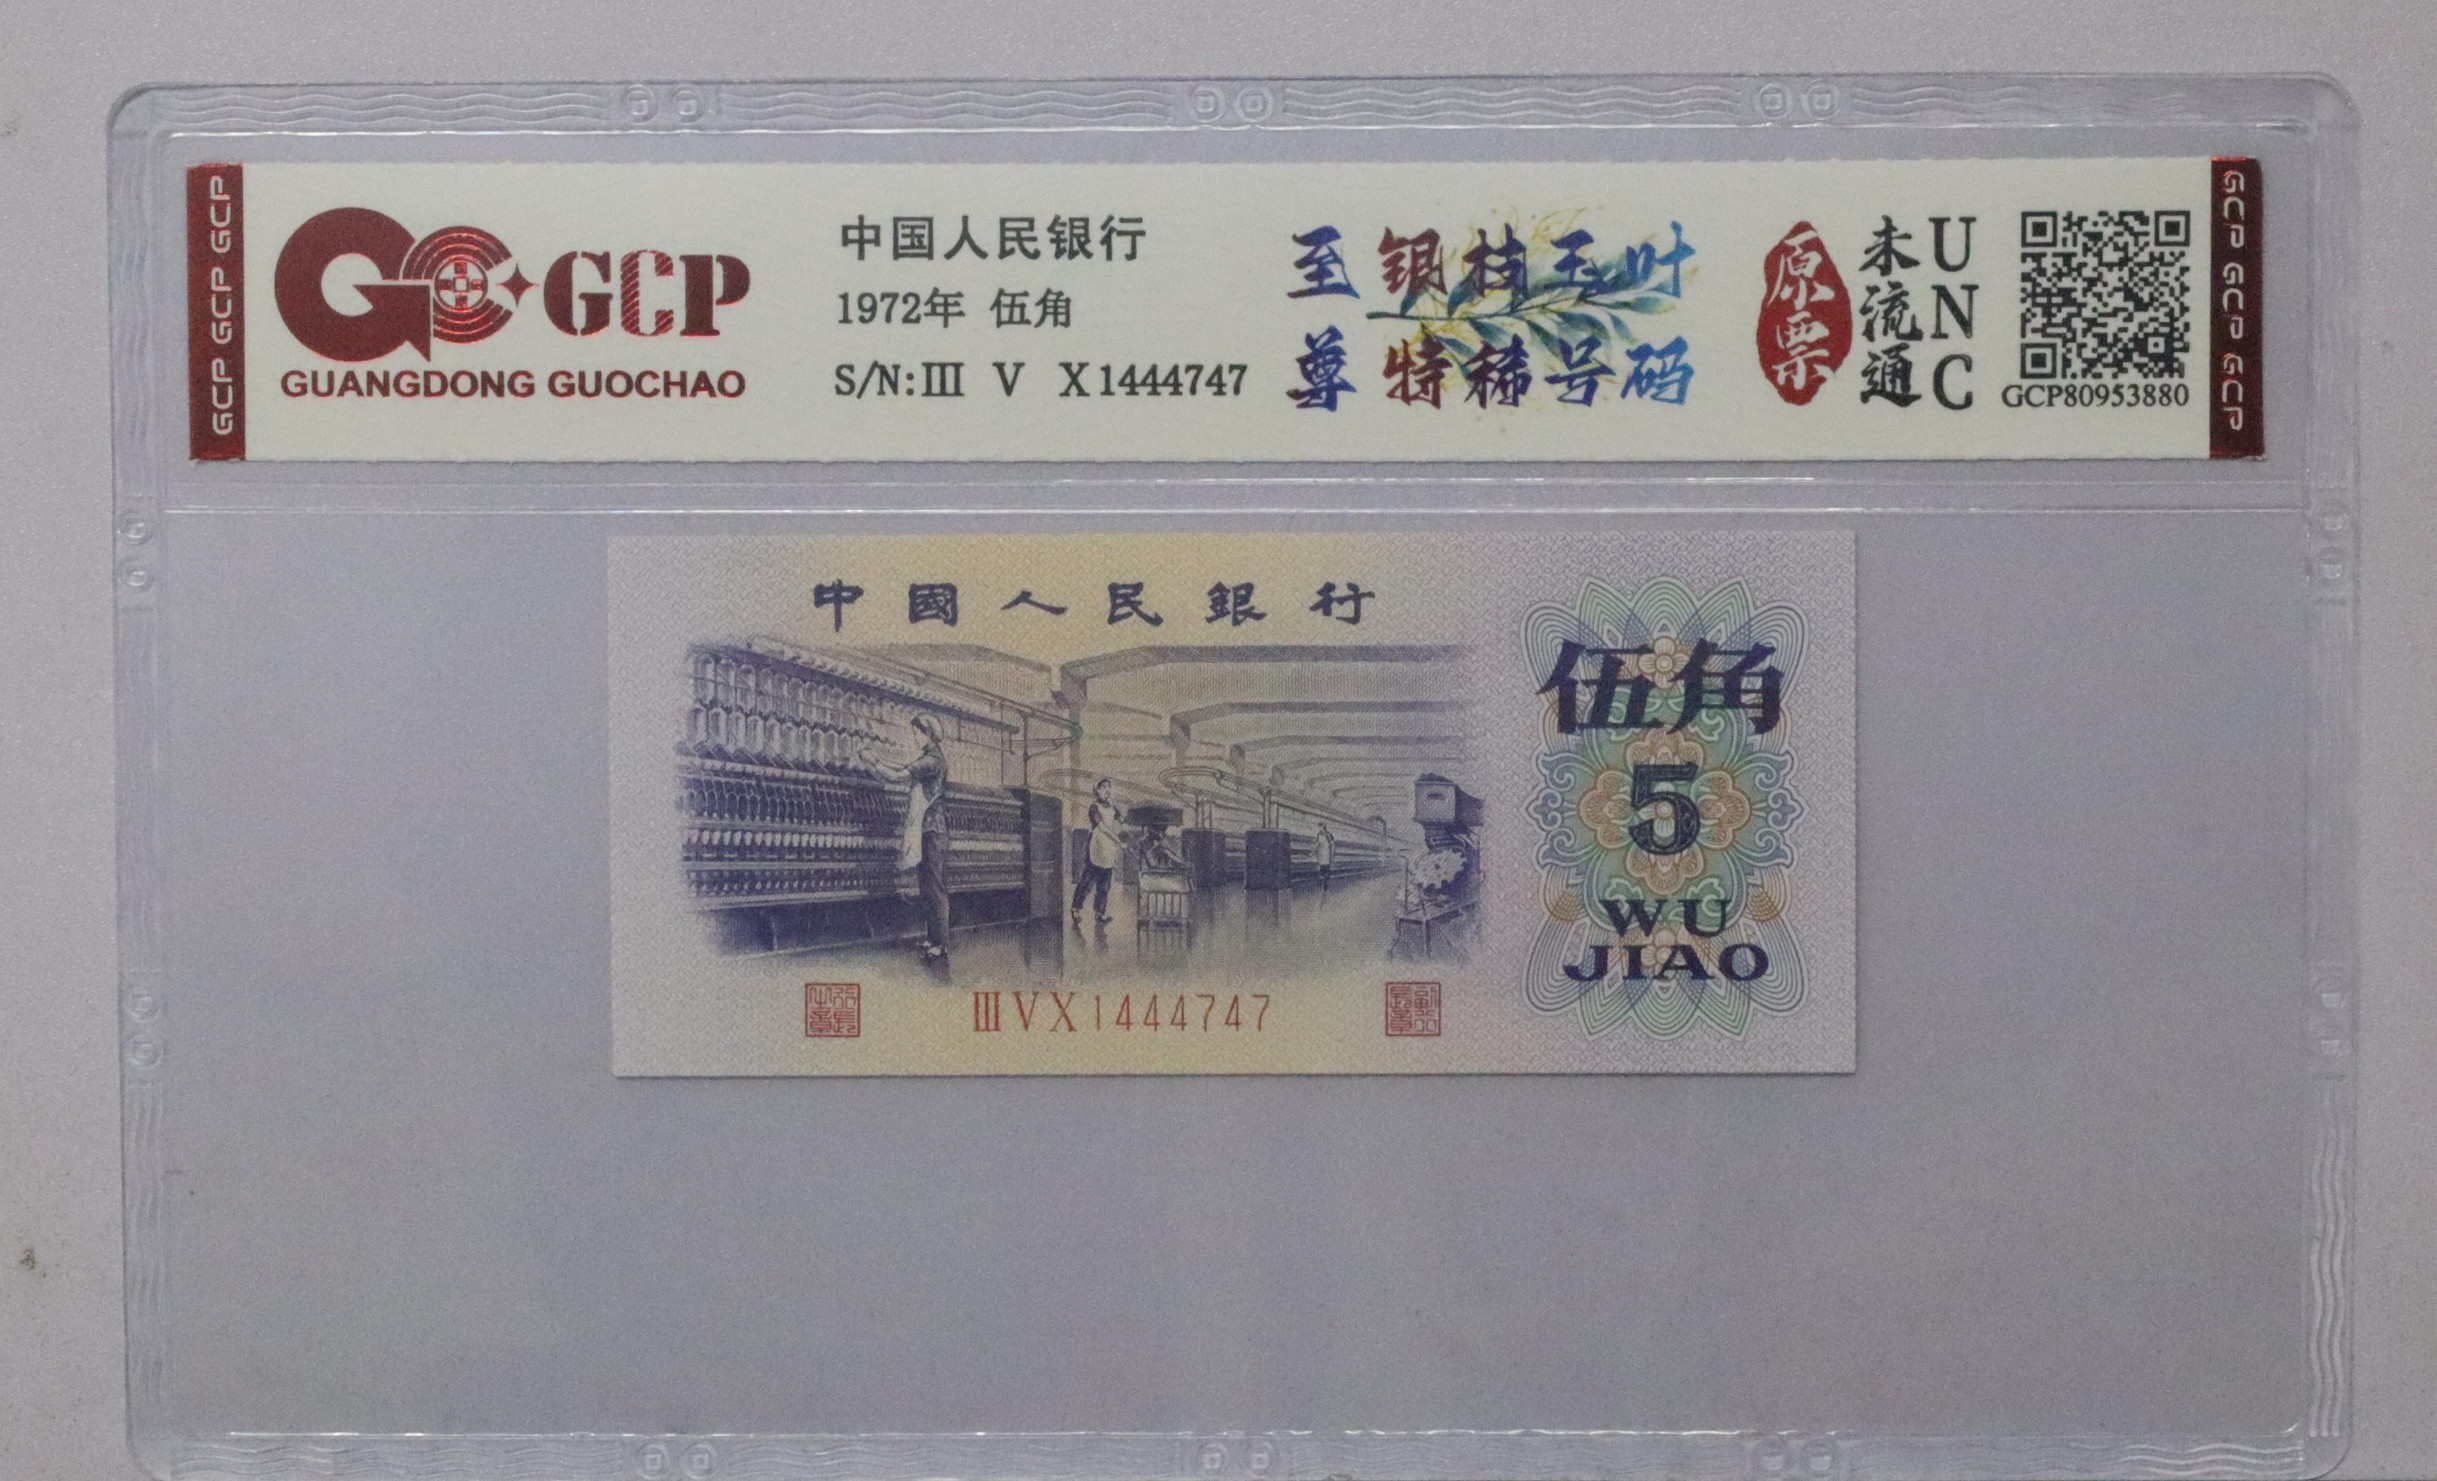 GCP GCP GCP
GCP
GUANGDONG GUOCHAO
中国人民银行
1972年 伍角
S/N:Ⅲ V X1444747
至尊
银枝玉叶
特稀号码
原票
未流通
UNC
GCP80953880
GCP GCP GCP
中國人民銀行
伍角
5
WU
JIAO
ⅢVX1444747